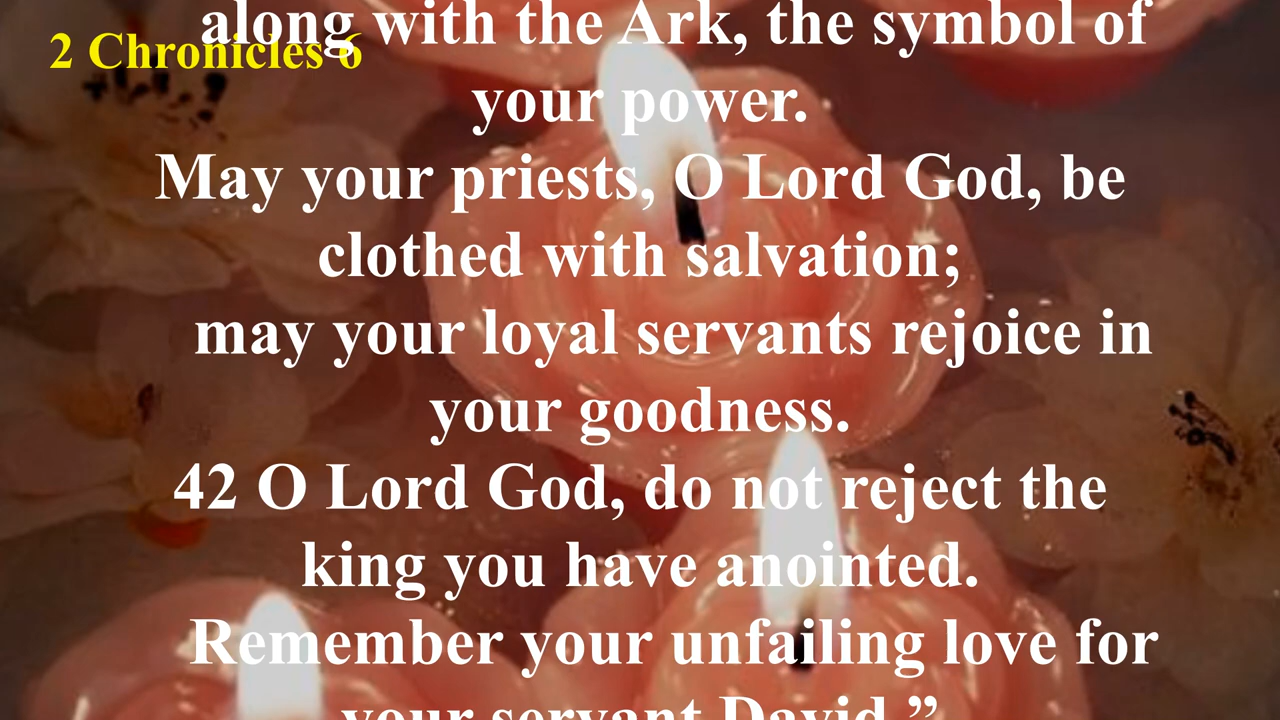 along with the Ark, the symbol of
2 Chronicles 6
your power.
May your priests, O Lord God, be
clothed with salvation;
may your loyal servants rejoice in
your goodness.
42 O Lord God, do not reject the
king you have anointed.
Remember your unfailing love for
your servant David.”